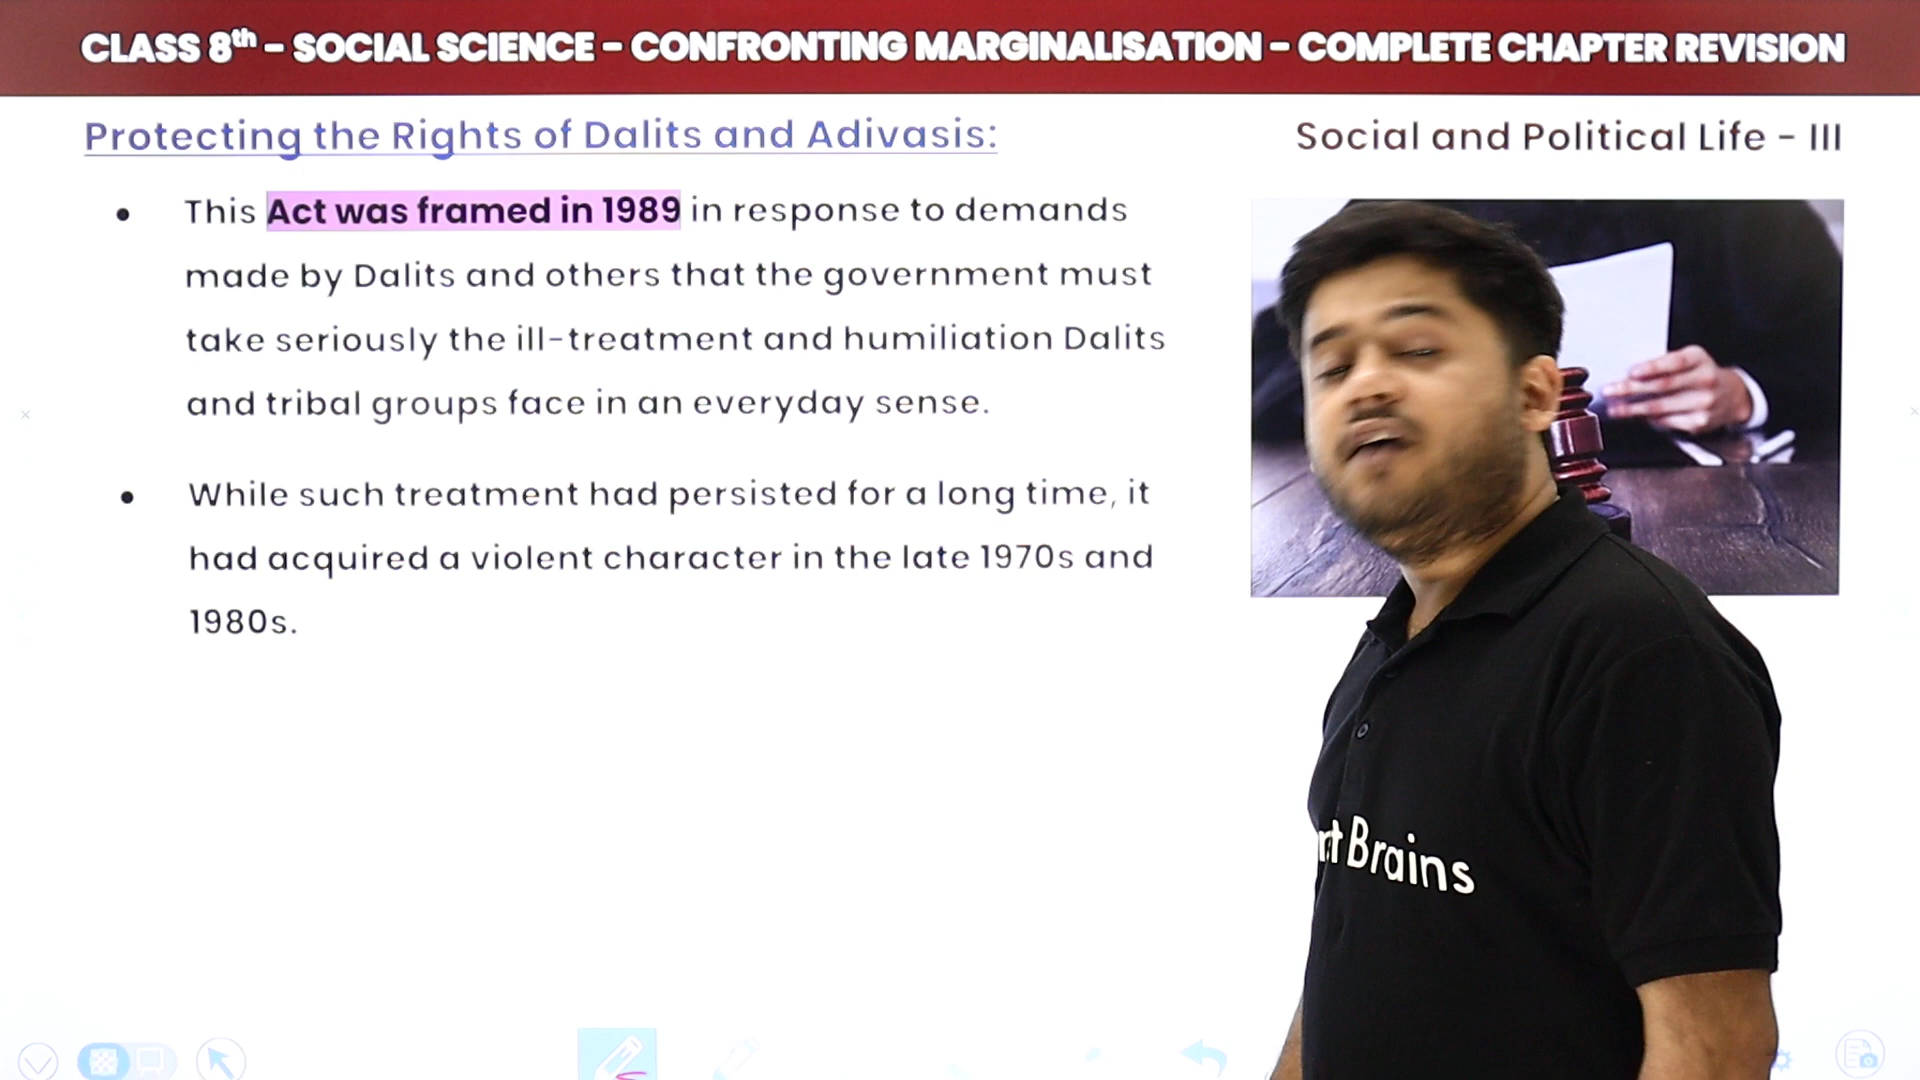 CLASS 8th – SOCIAL SCIENCE – CONFRONTING MARGINALISATION – COMPLETE CHAPTER REVISION
Protecting the Rights of Dalits and Adivasis:
Social and Political Life - III
• This Act was framed in 1989 in response to demands
made by Dalits and others that the government must
take seriously the ill-treatment and humiliation Dalits
and tribal groups face in an everyday sense.
• While such treatment had persisted for a long time, it
had acquired a violent character in the late 1970s and
1980s.
Brains